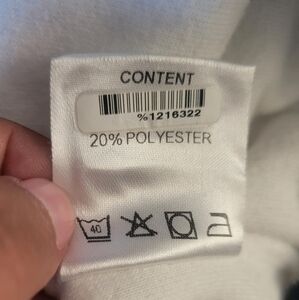 CONTENT
%1216322
20% POLYESTER
40